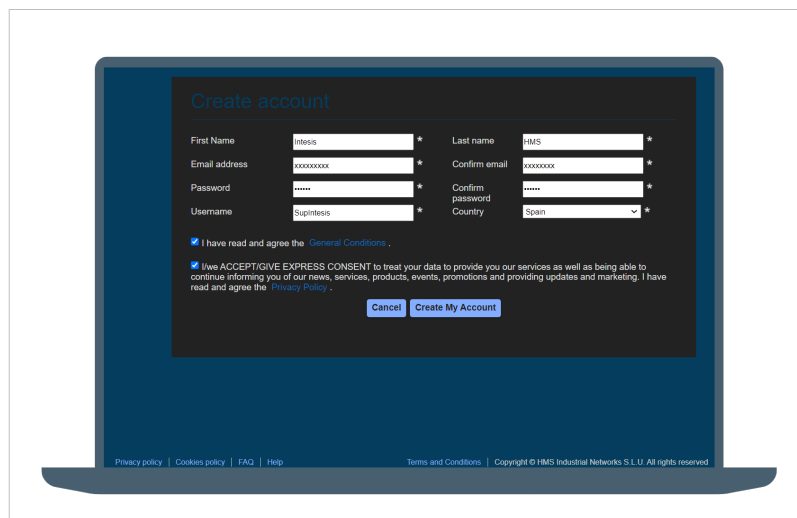 Create account
First Name Intesis * Last name HMS *
Email address xxxxxxxxx * Confirm email xxxxxxxx *
Password •••••• * Confirm password •••••• *
Username SupIntesis * Country Spain *
I have read and agree the General Conditions .
I/we ACCEPT/GIVE EXPRESS CONSENT to treat your data to provide you our services as well as being able to
continue informing you of our news, services, products, events, promotions and providing updates and marketing. I have
read and agree the Privacy Policy .
Cancel Create My Account
Privacy policy | Cookies policy | FAQ | Help Terms and Conditions | Copyright © HMS Industrial Networks S.L.U. All rights reserved